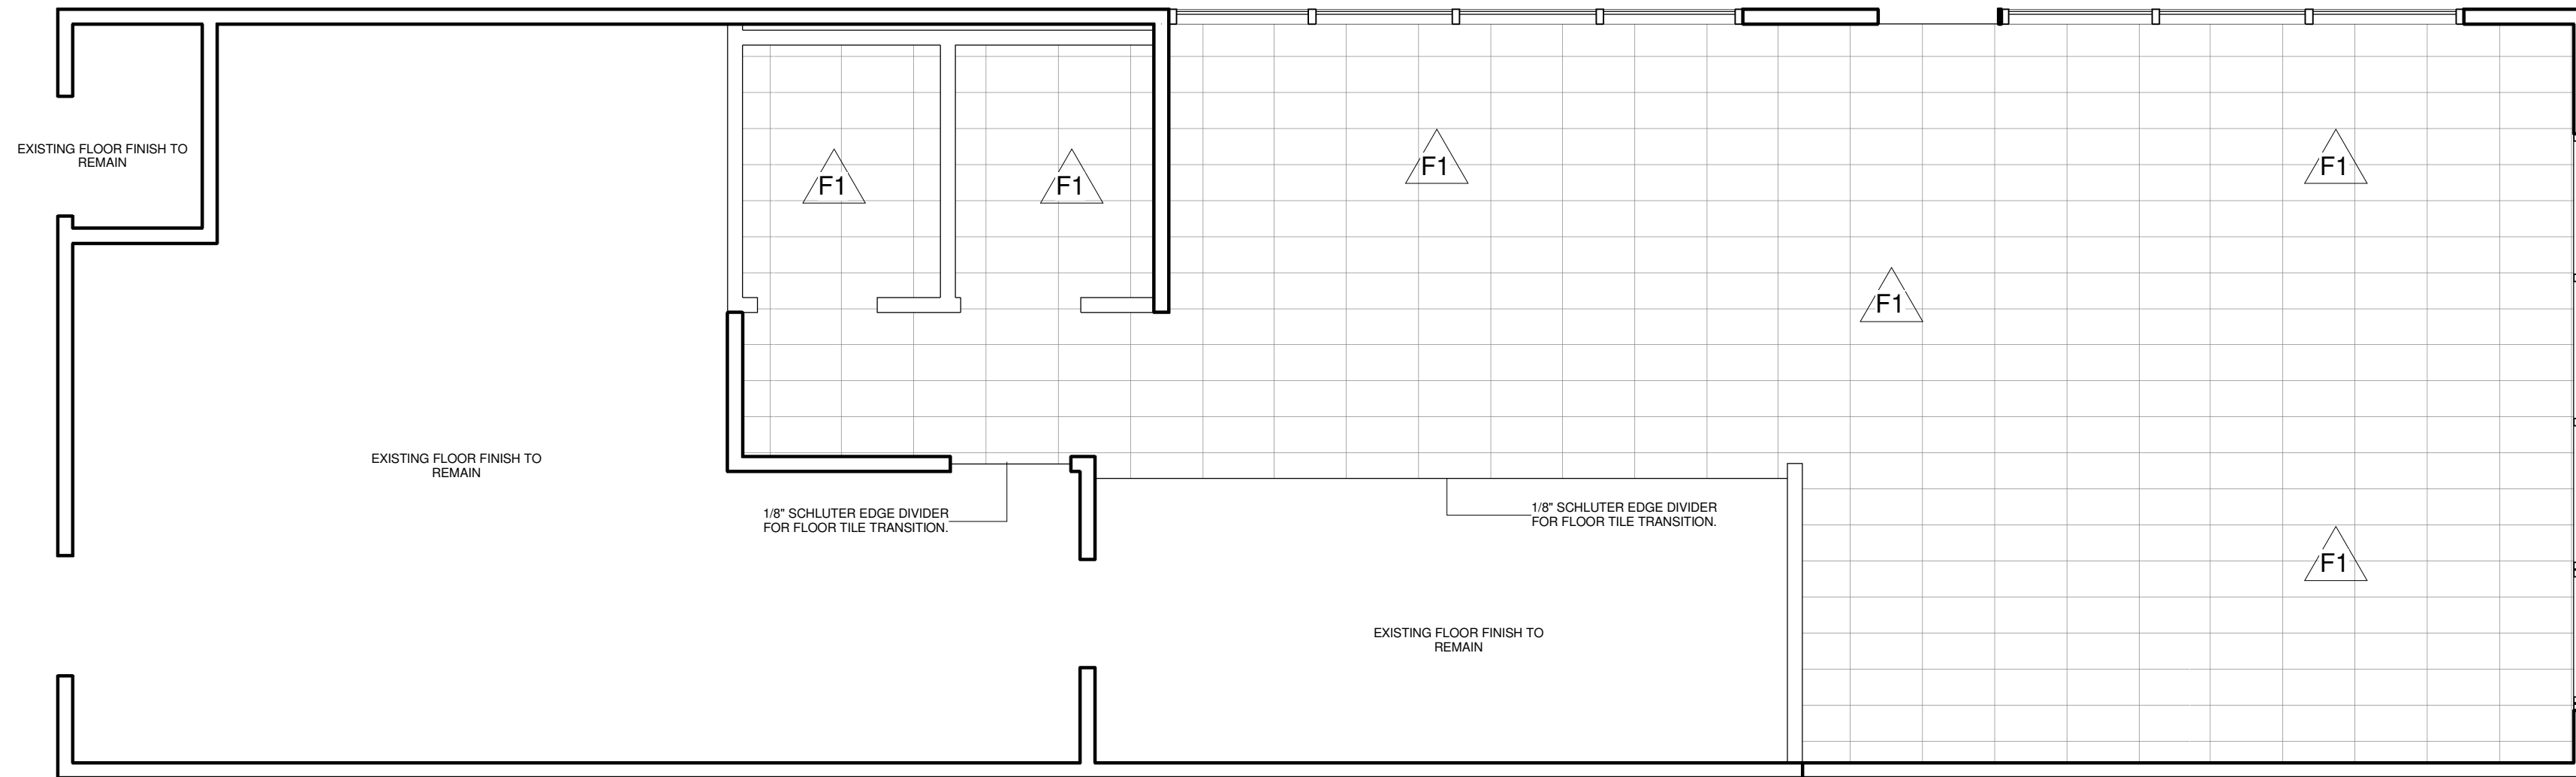 EXISTING FLOOR FINISH TO
REMAIN
F1
F1
F1
F1
F1
EXISTING FLOOR FINISH TO
REMAIN
1/8" SCHLUTER EDGE DIVIDER
FOR FLOOR TILE TRANSITION.
1/8" SCHLUTER EDGE DIVIDER
FOR FLOOR TILE TRANSITION.
F1
EXISTING FLOOR FINISH TO
REMAIN